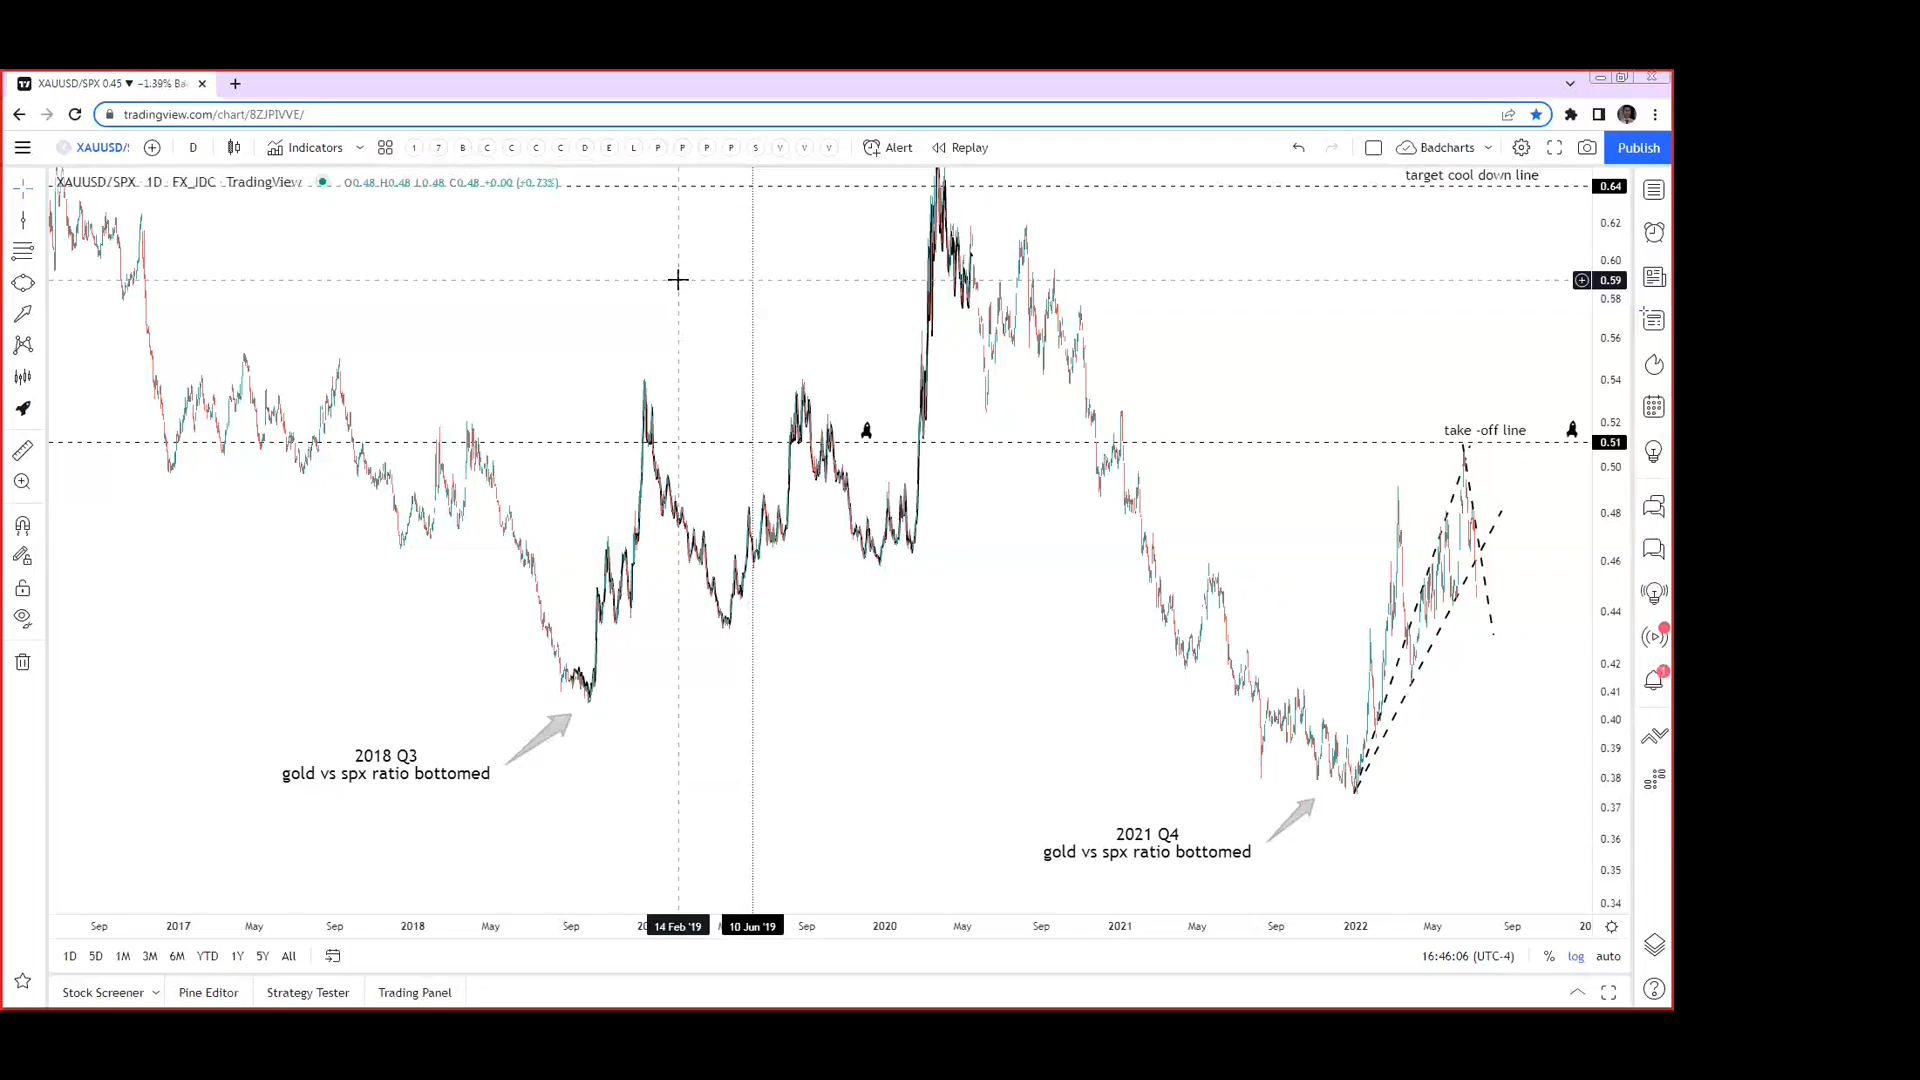 XAUUSD/SPX 0.45 ▼ −1.39% Ba
tradingview.com/chart/8ZJPIVVE/
XAUUSD/ D Indicators 1 7 B C C C C D E L P P P P S V V V Alert Replay Badcharts Publish
XAUUSD/SPX · 1D · FX_IDC · TradingView O0.48 H0.48 L0.48 C0.48 +0.00 (+0.73%)
target cool down line
0.64
0.62
0.60
0.59
0.58
0.56
0.54
0.52
take -off line
0.51
0.50
0.48
0.46
0.44
0.42
0.41
0.40
0.39
0.38
0.37
0.36
0.35
0.34
2018 Q3
gold vs spx ratio bottomed
2021 Q4
gold vs spx ratio bottomed
Sep 2017 May Sep 2018 May Sep 14 Feb '19 10 Jun '19 Sep 2020 May Sep 2021 May Sep 2022 May Sep 20
1D 5D 1M 3M 6M YTD 1Y 5Y All 16:46:06 (UTC-4) % log auto
Stock Screener Pine Editor Strategy Tester Trading Panel
1